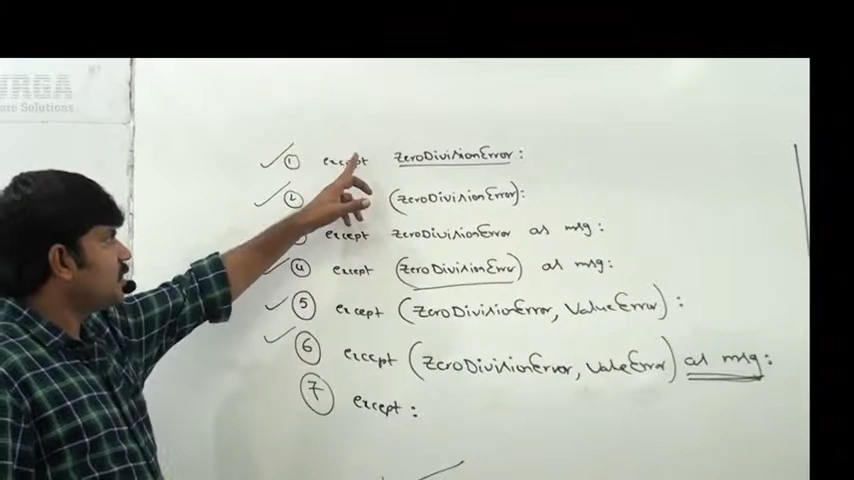 ① except ZeroDivisionError:
② (ZeroDivisionError):
except ZeroDivisionError as msg:
④ except (ZeroDivisionError) as msg:
⑤ except (ZeroDivisionError, ValueError):
⑥ except (ZeroDivisionError, ValueError) as msg:
⑦ except:
Solutions